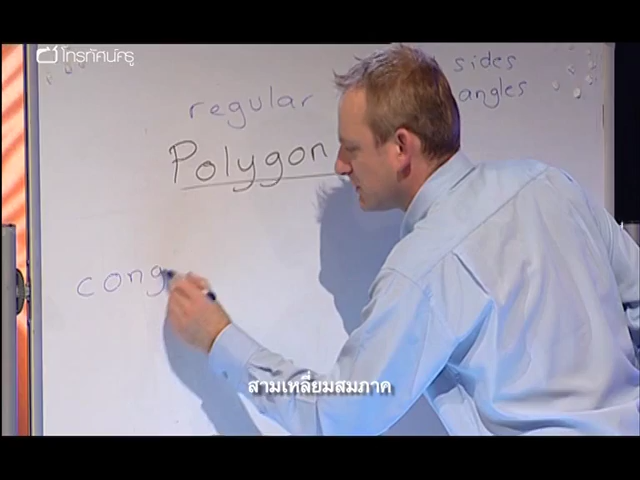 โทรทัศน์ครู
sides
regular angles
Polygon
cong
สามเหลี่ยมสมภาค